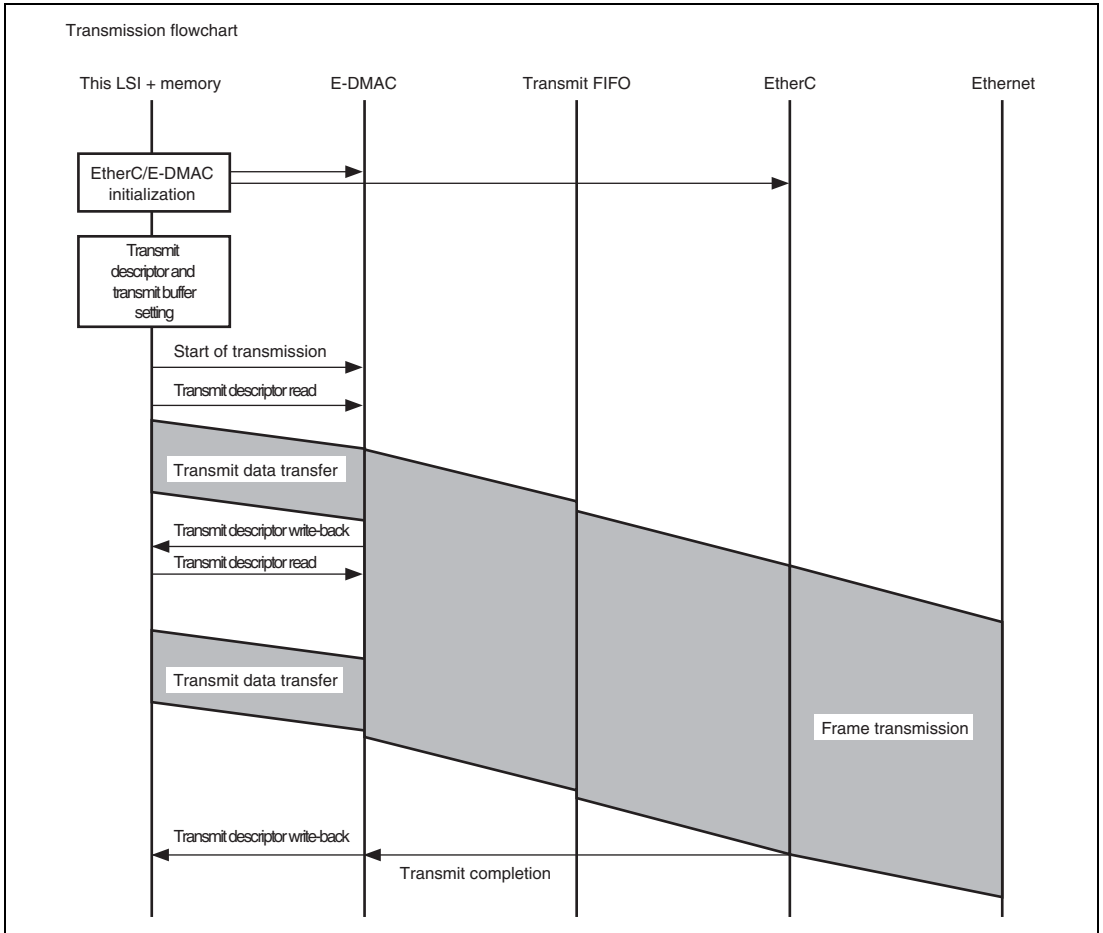 Transmission flowchart
This LSI + memory
E-DMAC
Transmit FIFO
EtherC
Ethernet
EtherC/E-DMAC
initialization
Transmit
descriptor and
transmit buffer
setting
Start of transmission
Transmit descriptor read
Transmit data transfer
Transmit descriptor write-back
Transmit descriptor read
Transmit data transfer
Frame transmission
Transmit descriptor write-back
Transmit completion